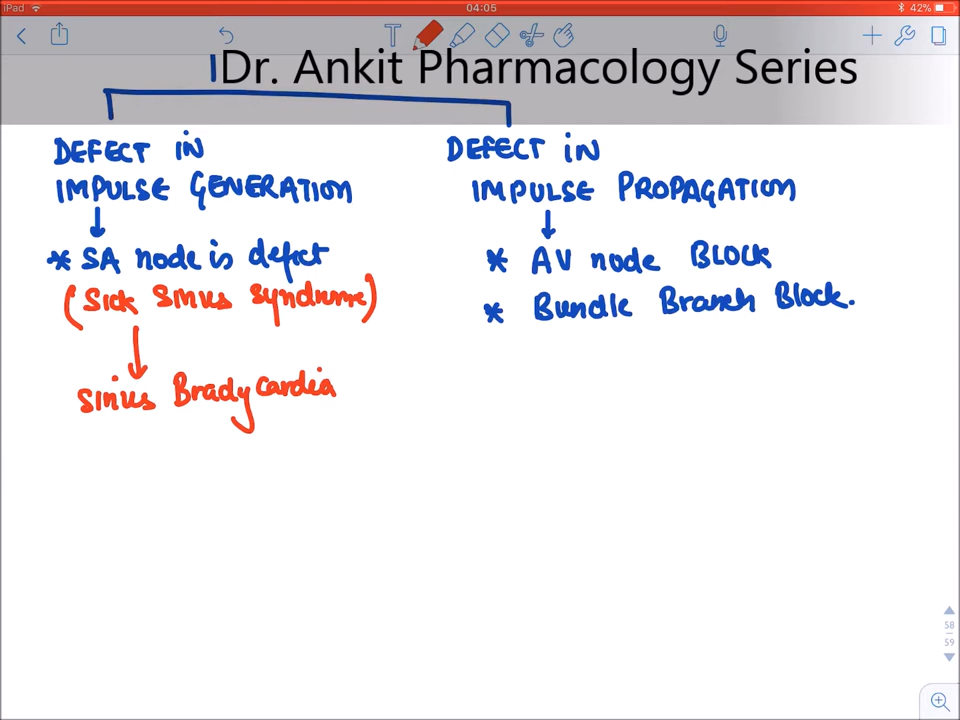 iPad 04:05 42%
T
Dr. Ankit Pharmacology Series
DEFECT IN
IMPULSE GENERATION
* SA node is defect
(Sick Sinus Syndrome)
Sinus Bradycardia
DEFECT IN
IMPULSE PROPAGATION
* AV node BLOCK
* Bundle Branch Block.
58
59